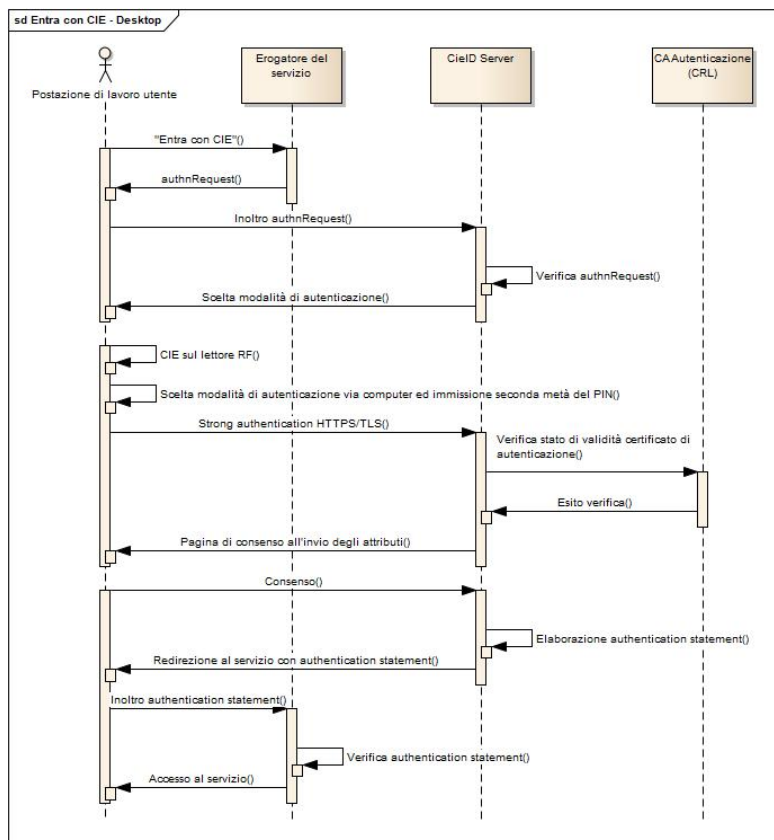 sd Entra con CIE - Desktop
Postazione di lavoro utente
Erogatore del
servizio
CieID Server
CA Autenticazione
(CRL)
"Entra con CIE"()
authnRequest()
Inoltro authnRequest()
Verifica authnRequest()
Scelta modalità di autenticazione()
CIE sul lettore RF()
Scelta modalità di autenticazione via computer ed immissione seconda metà del PIN()
Strong authentication HTTPS/TLS()
Verifica stato di validità certificato di
autenticazione()
Esito verifica()
Pagina di consenso all'invio degli attributi()
Consenso()
Elaborazione authentication statement()
Redirezione al servizio con authentication statement()
Inoltro authentication statement()
Verifica authentication statement()
Accesso al servizio()